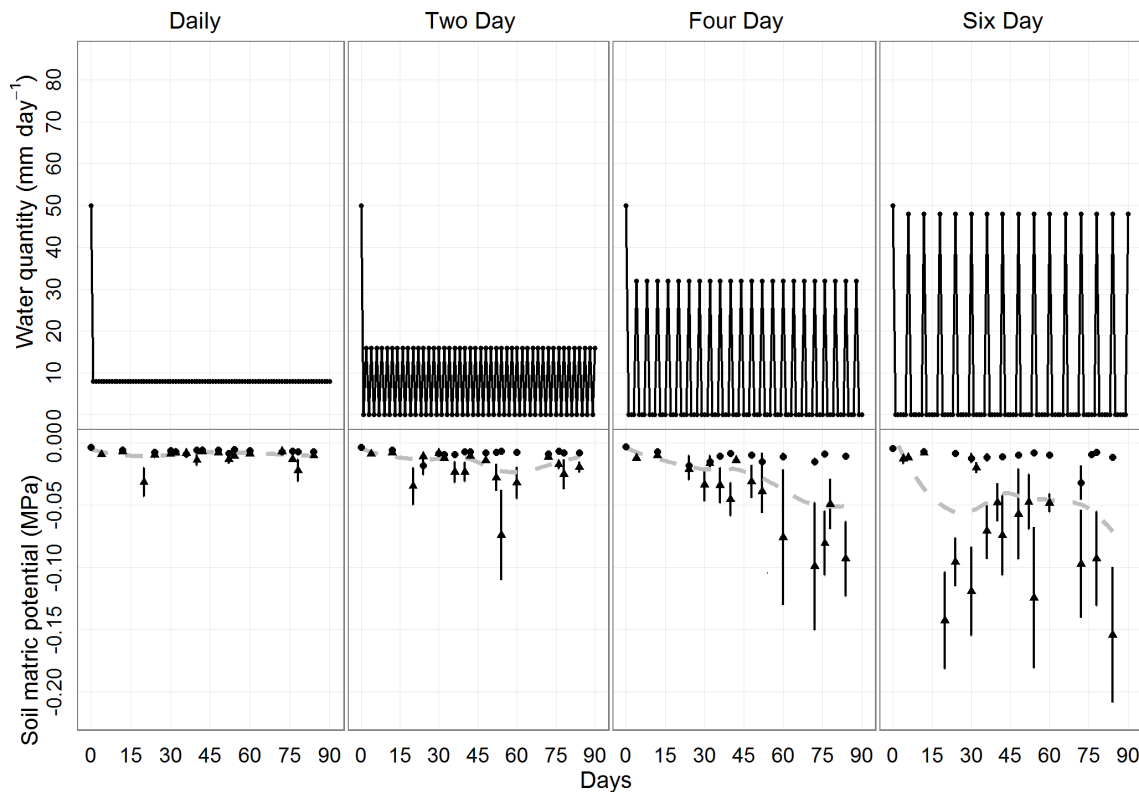 Daily Two Day Four Day Six Day
Water quantity (mm day⁻¹)
80
70
60
50
40
30
20
10
0
Soil matric potential (MPa)
0.00
-0.05
-0.10
-0.15
-0.20
0 15 30 45 60 75 90 0 15 30 45 60 75 90 0 15 30 45 60 75 90 0 15 30 45 60 75 90
Days